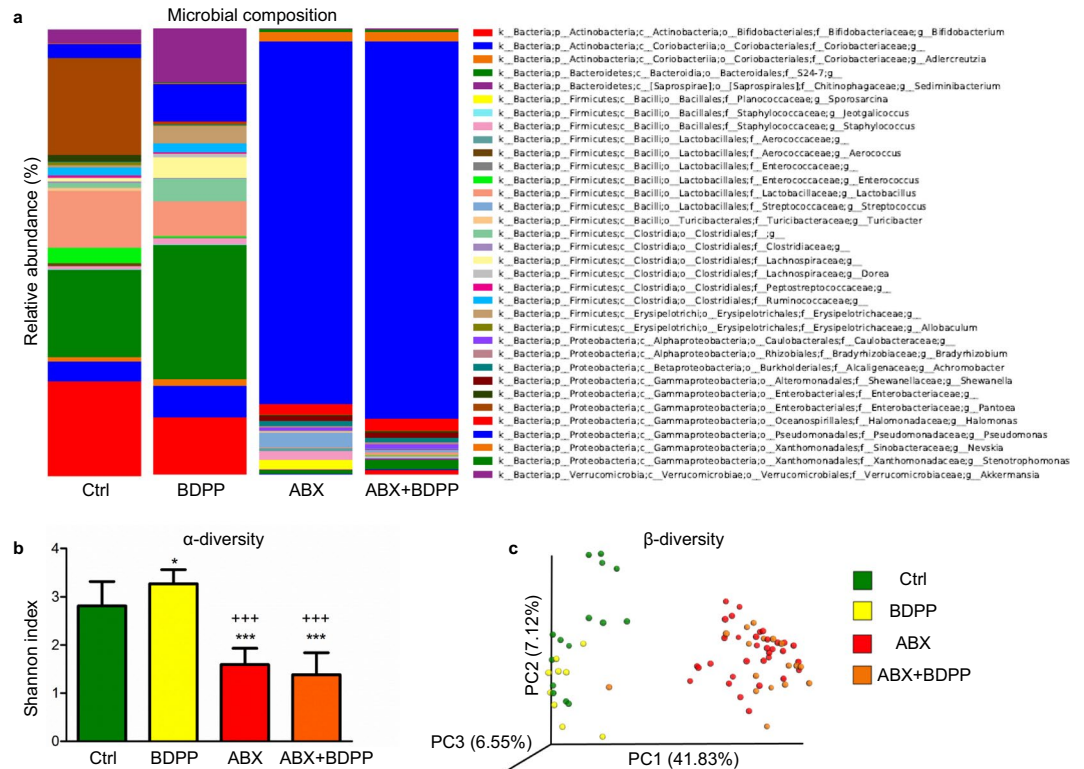 a
Microbial composition
Relative abundance (%)
Ctrl
BDPP
ABX
ABX+BDPP
k__Bacteria;p__Actinobacteria;c__Actinobacteria;o__Bifidobacteriales;f__Bifidobacteriaceae;g__Bifidobacterium
k__Bacteria;p__Actinobacteria;c__Coriobacteriia;o__Coriobacteriales;f__Coriobacteriaceae;g__
k__Bacteria;p__Actinobacteria;c__Coriobacteriia;o__Coriobacteriales;f__Coriobacteriaceae;g__Adlercreutzia
k__Bacteria;p__Bacteroidetes;c__Bacteroidia;o__Bacteroidales;f__S24-7;g__
k__Bacteria;p__Bacteroidetes;c__[Saprospirae];o__[Saprospirales];f__Chitinophagaceae;g__Sediminibacterium
k__Bacteria;p__Firmicutes;c__Bacilli;o__Bacillales;f__Planococcaceae;g__Sporosarcina
k__Bacteria;p__Firmicutes;c__Bacilli;o__Bacillales;f__Staphylococcaceae;g__Jeotgalicoccus
k__Bacteria;p__Firmicutes;c__Bacilli;o__Bacillales;f__Staphylococcaceae;g__Staphylococcus
k__Bacteria;p__Firmicutes;c__Bacilli;o__Lactobacillales;f__Aerococcaceae;g__
k__Bacteria;p__Firmicutes;c__Bacilli;o__Lactobacillales;f__Aerococcaceae;g__Aerococcus
k__Bacteria;p__Firmicutes;c__Bacilli;o__Lactobacillales;f__Enterococcaceae;g__
k__Bacteria;p__Firmicutes;c__Bacilli;o__Lactobacillales;f__Enterococcaceae;g__Enterococcus
k__Bacteria;p__Firmicutes;c__Bacilli;o__Lactobacillales;f__Lactobacillaceae;g__Lactobacillus
k__Bacteria;p__Firmicutes;c__Bacilli;o__Lactobacillales;f__Streptococcaceae;g__Streptococcus
k__Bacteria;p__Firmicutes;c__Bacilli;o__Turicibacterales;f__Turicibacteraceae;g__Turicibacter
k__Bacteria;p__Firmicutes;c__Clostridia;o__Clostridiales;f__;g__
k__Bacteria;p__Firmicutes;c__Clostridia;o__Clostridiales;f__Clostridiaceae;g__
k__Bacteria;p__Firmicutes;c__Clostridia;o__Clostridiales;f__Lachnospiraceae;g__
k__Bacteria;p__Firmicutes;c__Clostridia;o__Clostridiales;f__Lachnospiraceae;g__Dorea
k__Bacteria;p__Firmicutes;c__Clostridia;o__Clostridiales;f__Peptostreptococcaceae;g__
k__Bacteria;p__Firmicutes;c__Clostridia;o__Clostridiales;f__Ruminococcaceae;g__
k__Bacteria;p__Firmicutes;c__Erysipelotrichi;o__Erysipelotrichales;f__Erysipelotrichaceae;g__
k__Bacteria;p__Firmicutes;c__Erysipelotrichi;o__Erysipelotrichales;f__Erysipelotrichaceae;g__Allobaculum
k__Bacteria;p__Proteobacteria;c__Alphaproteobacteria;o__Caulobacterales;f__Caulobacteraceae;g__
k__Bacteria;p__Proteobacteria;c__Alphaproteobacteria;o__Rhizobiales;f__Bradyrhizobiaceae;g__Bradyrhizobium
k__Bacteria;p__Proteobacteria;c__Betaproteobacteria;o__Burkholderiales;f__Alcaligenaceae;g__Achromobacter
k__Bacteria;p__Proteobacteria;c__Gammaproteobacteria;o__Alteromonadales;f__Shewanellaceae;g__Shewanella
k__Bacteria;p__Proteobacteria;c__Gammaproteobacteria;o__Enterobacteriales;f__Enterobacteriaceae;g__
k__Bacteria;p__Proteobacteria;c__Gammaproteobacteria;o__Enterobacteriales;f__Enterobacteriaceae;g__Pantoea
k__Bacteria;p__Proteobacteria;c__Gammaproteobacteria;o__Oceanospirillales;f__Halomonadaceae;g__Halomonas
k__Bacteria;p__Proteobacteria;c__Gammaproteobacteria;o__Pseudomonadales;f__Pseudomonadaceae;g__Pseudomonas
k__Bacteria;p__Proteobacteria;c__Gammaproteobacteria;o__Xanthomonadales;f__Sinobacteraceae;g__Nevskia
k__Bacteria;p__Proteobacteria;c__Gammaproteobacteria;o__Xanthomonadales;f__Xanthomonadaceae;g__Stenotrophomonas
k__Bacteria;p__Verrucomicrobia;c__Verrucomicrobiae;o__Verrucomicrobiales;f__Verrucomicrobiaceae;g__Akkermansia
b
α-diversity
Shannon index
4
3
2
1
0
*
+++
***
+++
***
Ctrl
BDPP
ABX
ABX+BDPP
c
β-diversity
PC2 (7.12%)
PC3 (6.55%)
PC1 (41.83%)
Ctrl
BDPP
ABX
ABX+BDPP